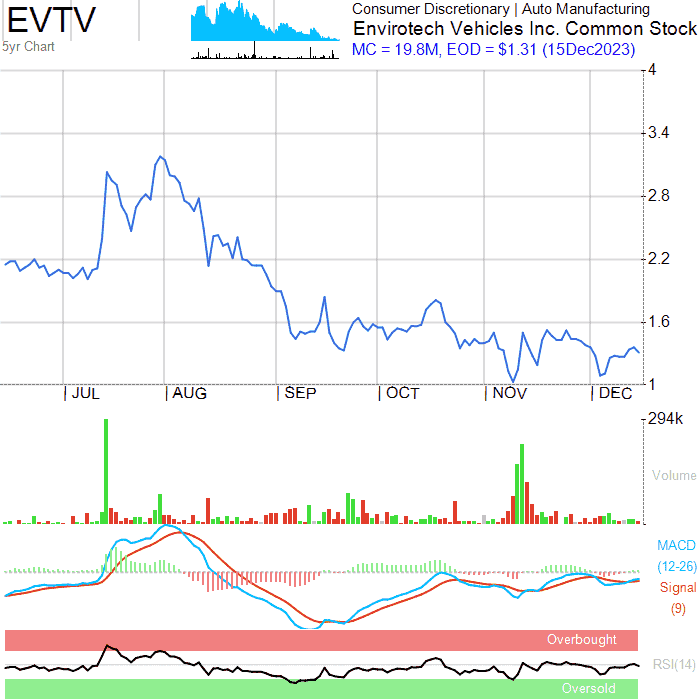 EVTV
5yr Chart
Consumer Discretionary | Auto Manufacturing
Envirotech Vehicles Inc. Common Stock
MC = 19.8M, EOD = $1.31 (15Dec2023)
4
3.4
2.8
2.2
1.6
1
JUL AUG SEP OCT NOV DEC
294k
Volume
MACD
(12-26)
Signal
(9)
Overbought
RSI(14)
Oversold